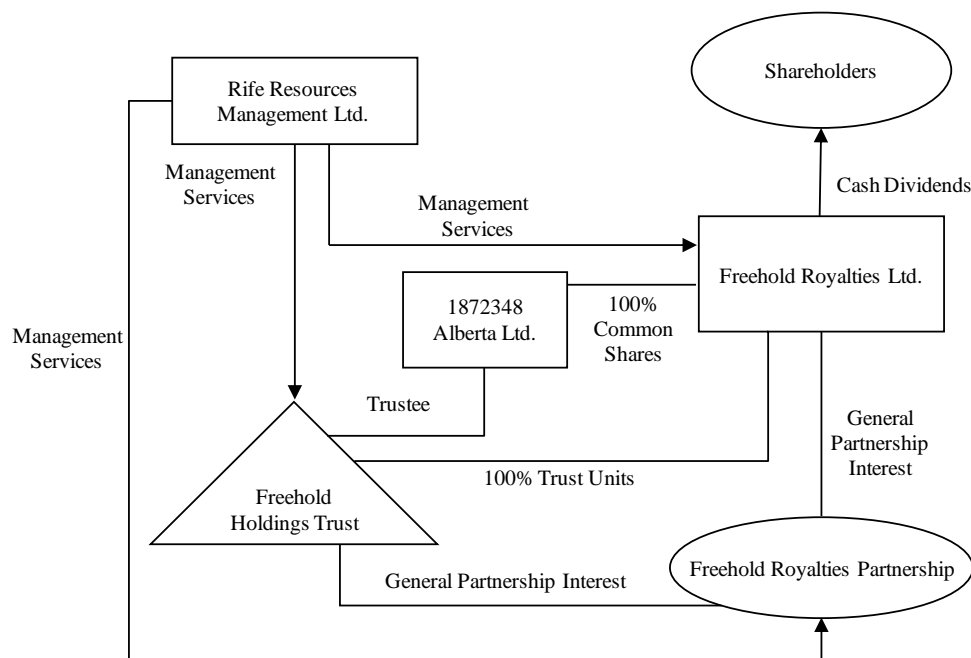 Shareholders
Rife Resources
Management Ltd.
Management
Services
Cash Dividends
Management
Services
Freehold Royalties Ltd.
1872348
Alberta Ltd.
100%
Common
Shares
Management
Services
Trustee
General
Partnership
Interest
100% Trust Units
Freehold
Holdings Trust
Freehold Royalties Partnership
General Partnership Interest